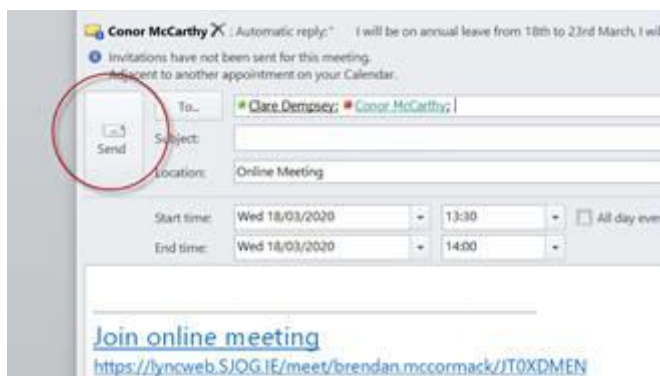 Conor McCarthy X : Automatic reply:" I will be on annual leave from 18th to 23rd March, I wil
Invitations have not been sent for this meeting.
Adjacent to another appointment on your Calendar.
To...
Clare Dempsey; Conor McCarthy;
Send
Subject:
Location:
Online Meeting
Start time:
Wed 18/03/2020
13:30
All day eve
End time:
Wed 18/03/2020
14:00
Join online meeting
https://lyncweb.SJOG.IE/meet/brendan.mccormack/JT0XDMEN